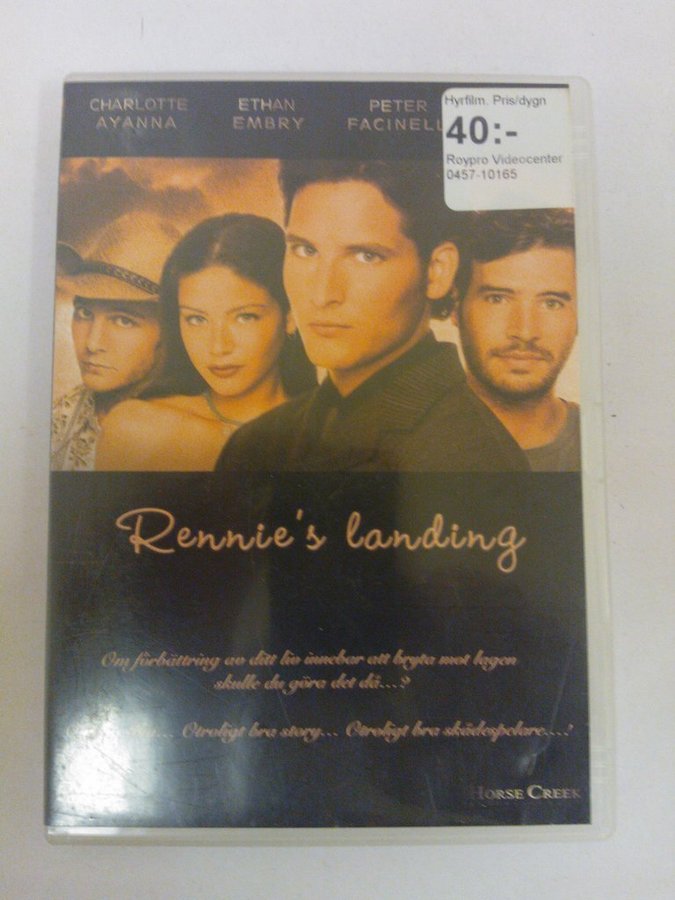 CHARLOTTE AYANNA
ETHAN EMBRY
PETER FACINELL
Hyrfilm. Pris/dygn
40:-
Roypro Videocenter
0457-10165
Rennie's landing
Om förbättring av ditt liv innebar att bryta mot lagen
skulle du göra det då...?
Otroligt bra story... Otroligt bra skådespelare...!
HORSE CREEK